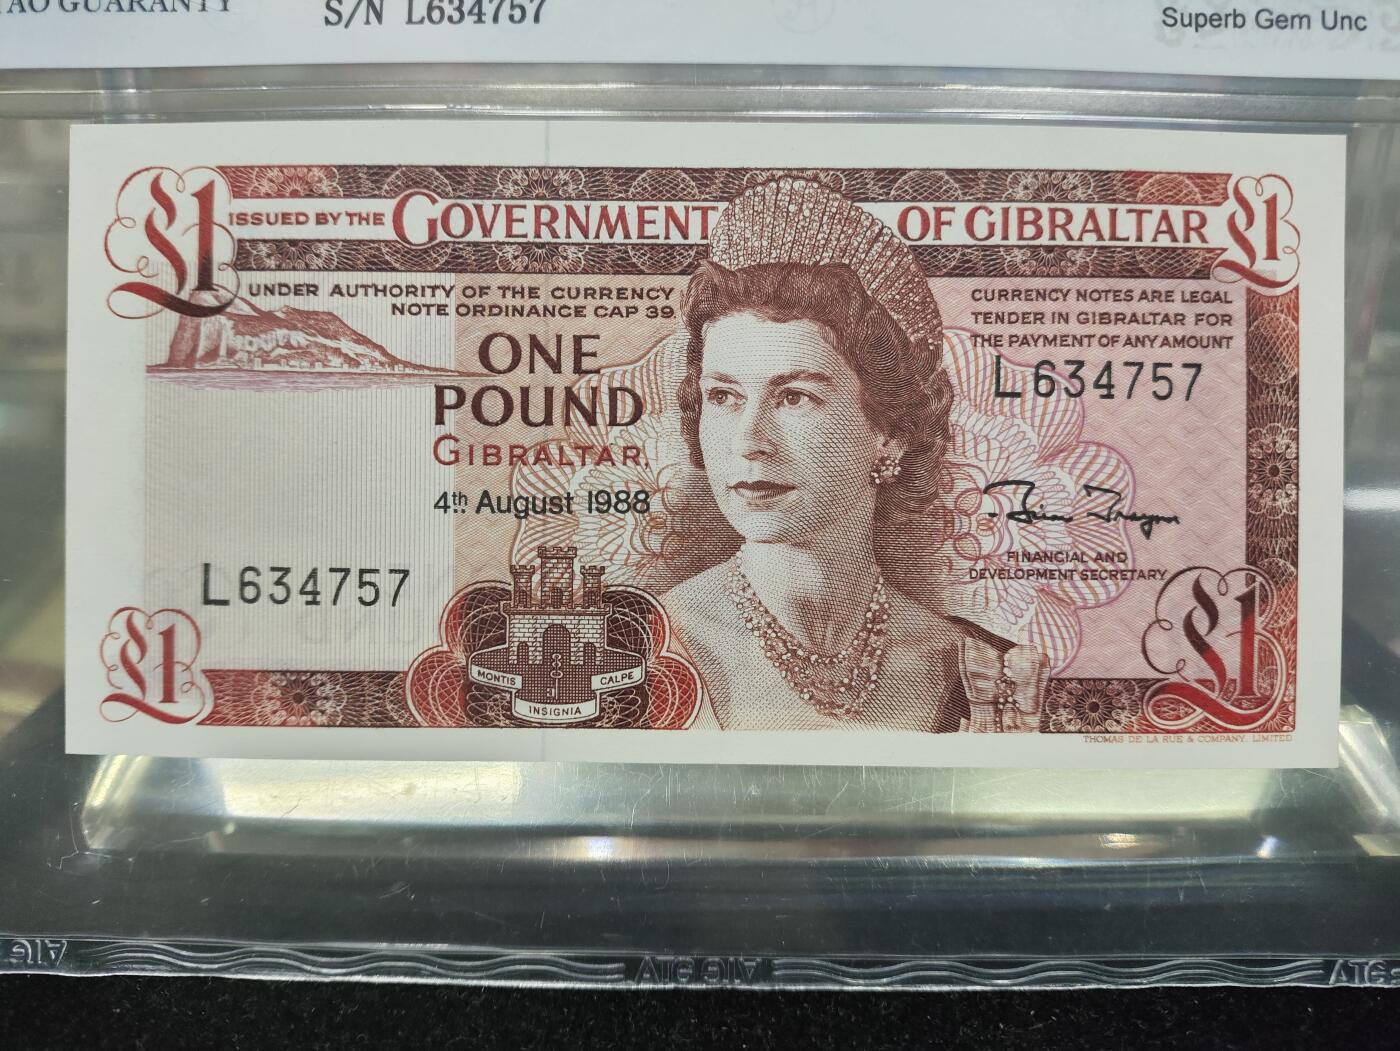 TAO GUARANTY
S/N L634757
Superb Gem Unc
£1
ISSUED BY THE GOVERNMENT OF GIBRALTAR
£1
UNDER AUTHORITY OF THE CURRENCY
NOTE ORDINANCE CAP 39.
CURRENCY NOTES ARE LEGAL
TENDER IN GIBRALTAR FOR
THE PAYMENT OF ANY AMOUNT
ONE
POUND
GIBRALTAR,
L634757
4th August 1988
FINANCIAL AND
DEVELOPMENT SECRETARY
L634757
£1
MONTIS
CALPE
INSIGNIA
£1
THOMAS DE LA RUE & COMPANY, LIMITED